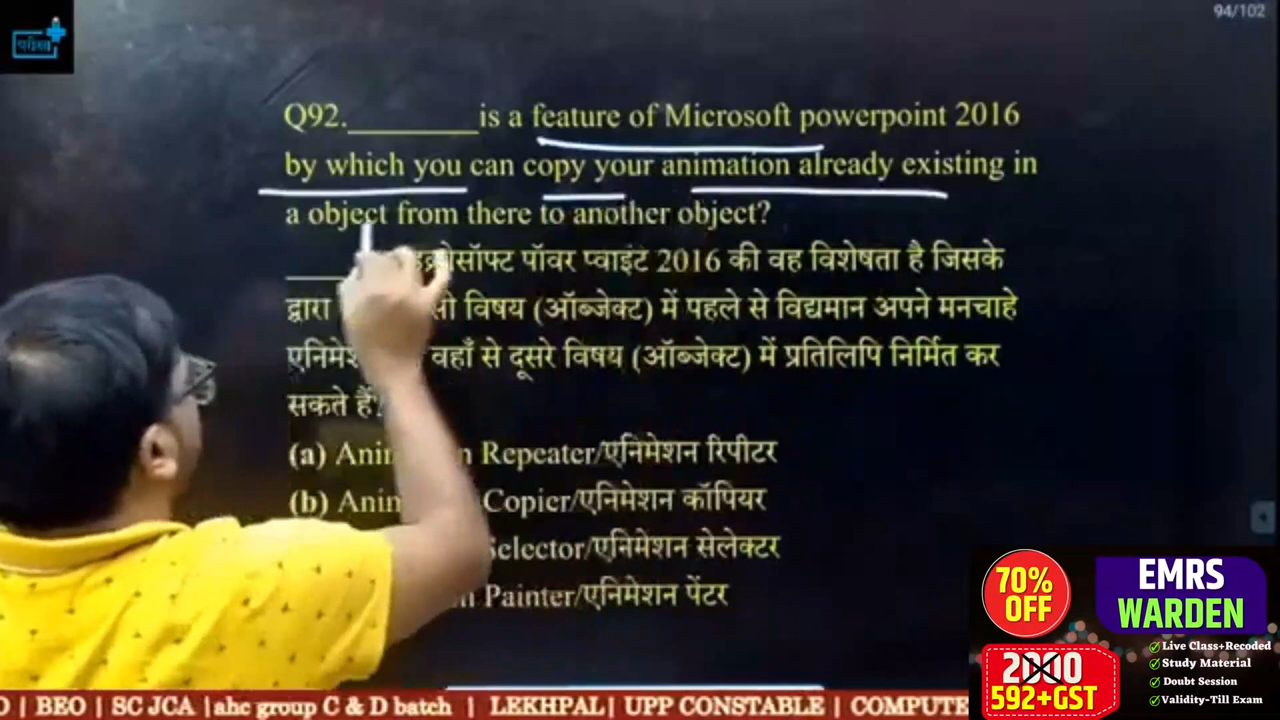 94/102
परीक्षा
Q92.________is a feature of Microsoft powerpoint 2016
by which you can copy your animation already existing in
a object from there to another object?
पॉवर प्वाइंट 2016 की वह विशेषता है जिसके
द्वारा विषय (ऑब्जेक्ट) में पहले से विद्यमान अपने मनचाहे
वहाँ से दूसरे विषय (ऑब्जेक्ट) में प्रतिलिपि निर्मित कर
सकते हैं?
(a) Repeater/एनिमेशन रिपीटर
(b) Copier/एनिमेशन कॉपियर
Selector/एनिमेशन सेलेक्टर
Painter/एनिमेशन पेंटर
70%
OFF
EMRS
WARDEN
2000
592+GST
Live Class+Recoded
Study Material
Doubt Session
Validity-Till Exam
| BEO | SC JCA |ahc group C & D batch | LEKHPAL| UPP CONSTABLE | COMPUTE